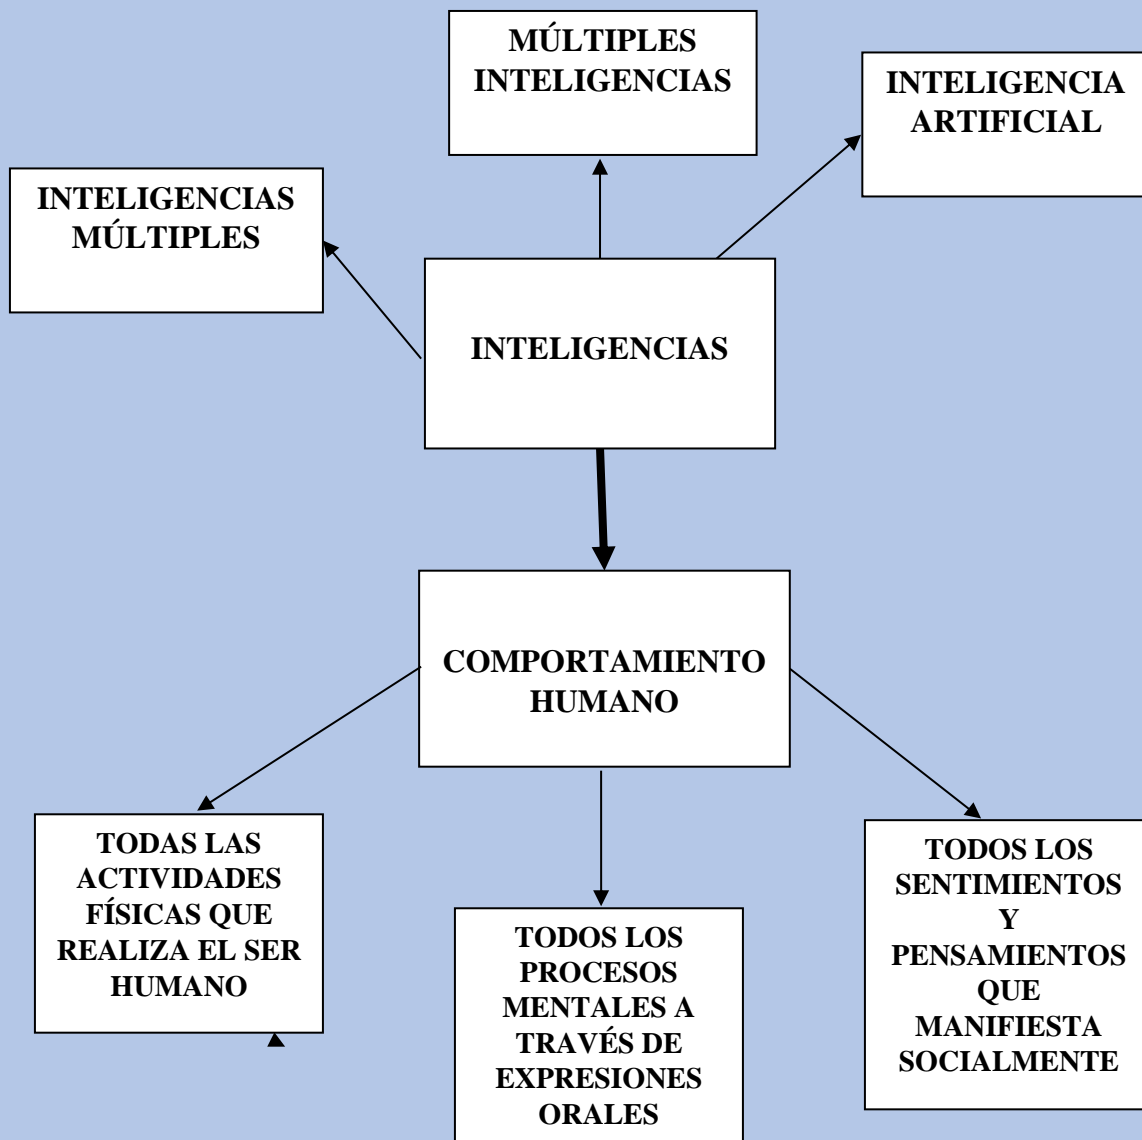 MÚLTIPLES
INTELIGENCIAS
INTELIGENCIA
ARTIFICIAL
INTELIGENCIAS
MÚLTIPLES
INTELIGENCIAS
COMPORTAMIENTO
HUMANO
TODAS LAS
ACTIVIDADES
FÍSICAS QUE
REALIZA EL SER
HUMANO
TODOS LOS
PROCESOS
MENTALES A
TRAVÉS DE
EXPRESIONES
ORALES
TODOS LOS
SENTIMIENTOS
Y
PENSAMIENTOS
QUE
MANIFIESTA
SOCIALMENTE